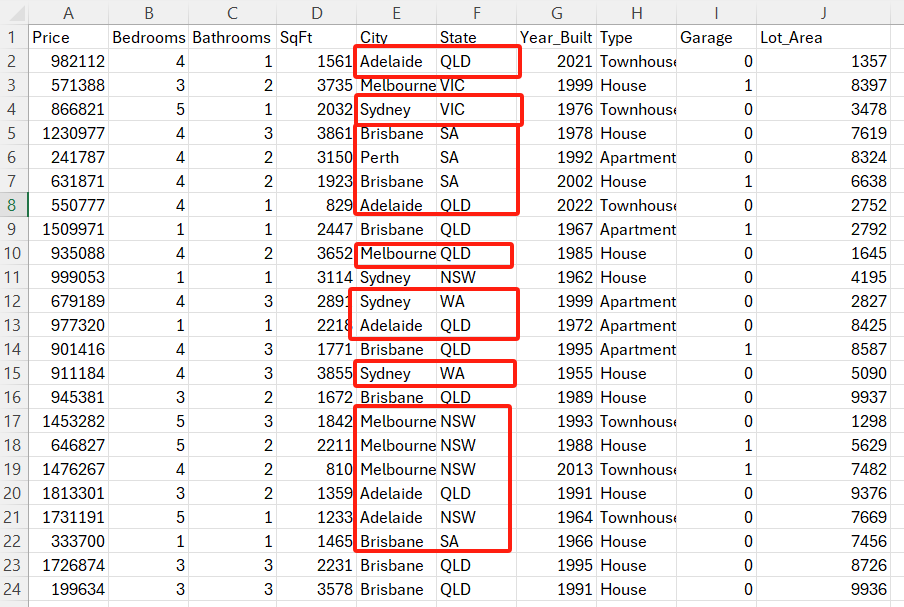 A B C D E F G H I J
1 Price Bedrooms Bathrooms SqFt City State Year_Built Type Garage Lot_Area
2 982112 4 1 1561 Adelaide QLD 2021 Townhouse 0 1357
3 571388 3 2 3735 Melbourne VIC 1999 House 1 8397
4 866821 5 1 2032 Sydney VIC 1976 Townhouse 0 3478
5 1230977 4 3 3861 Brisbane SA 1978 House 0 7619
6 241787 4 2 3150 Perth SA 1992 Apartment 0 8324
7 631871 4 2 1923 Brisbane SA 2002 House 1 6638
8 550777 4 1 829 Adelaide QLD 2022 Townhouse 0 2752
9 1509971 1 1 2447 Brisbane QLD 1967 Apartment 1 2792
10 935088 4 2 3652 Melbourne QLD 1985 House 0 1645
11 999053 1 1 3114 Sydney NSW 1962 House 0 4195
12 679189 4 3 2891 Sydney WA 1999 Apartment 0 2827
13 977320 1 1 2218 Adelaide QLD 1972 Apartment 0 8425
14 901416 4 3 1771 Brisbane QLD 1995 Apartment 1 8587
15 911184 4 3 3855 Sydney WA 1955 House 0 5090
16 945381 3 2 1672 Brisbane QLD 1989 House 0 9937
17 1453282 5 3 1842 Melbourne NSW 1993 Townhouse 0 1298
18 646827 5 2 2211 Melbourne NSW 1988 House 1 5629
19 1476267 4 2 810 Melbourne NSW 2013 Townhouse 1 7482
20 1813301 3 2 1359 Adelaide QLD 1991 House 0 9376
21 1731191 5 1 1233 Adelaide NSW 1964 Townhouse 0 7669
22 333700 1 1 1465 Brisbane SA 1966 House 0 7456
23 1726874 3 3 2231 Brisbane QLD 1995 House 0 8726
24 199634 3 3 3578 Brisbane QLD 1991 House 0 9936